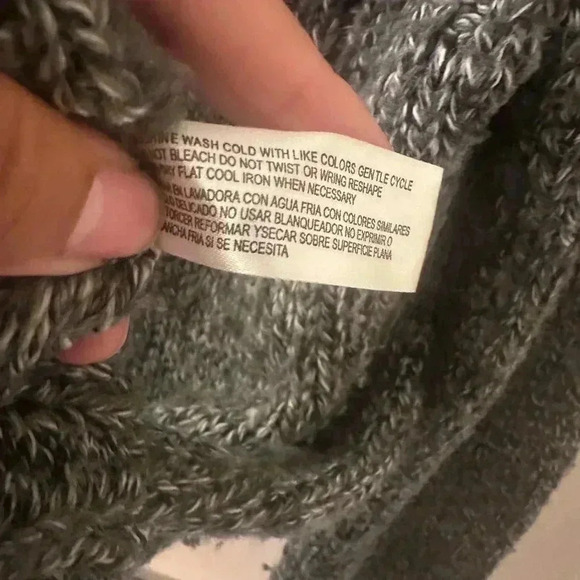 WASH COLD WITH LIKE COLORS GENTLE CYCLE
BLEACH DO NOT TWIST OR WRING RESHAPE
FLAT COOL IRON WHEN NECESSARY
EN LAVADORA CON AGUA FRIA CON COLORES SIMILARES
DELICADO NO USAR BLANQUEADOR NO EXPRIMIR O
TORCER REFORMAR YSECAR SOBRE SUPERFICIE PLANA
FRIA SI SE NECESITA